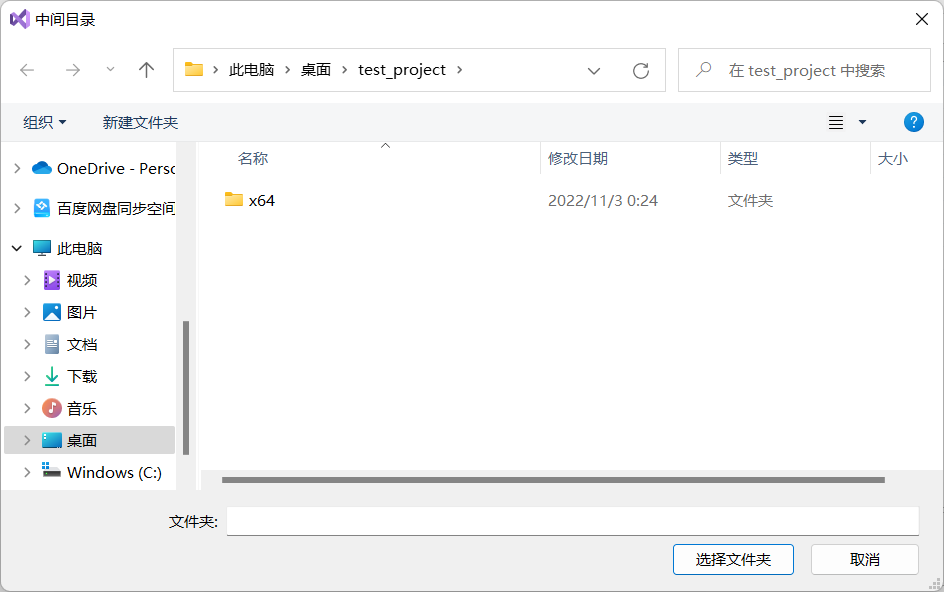 中间目录
此电脑 桌面 test_project
在 test_project 中搜索
组织 新建文件夹
名称 修改日期 类型 大小
x64 2022/11/3 0:24 文件夹
OneDrive - Persc
百度网盘同步空间
此电脑
视频
图片
文档
下载
音乐
桌面
Windows (C:)
文件夹:
选择文件夹 取消